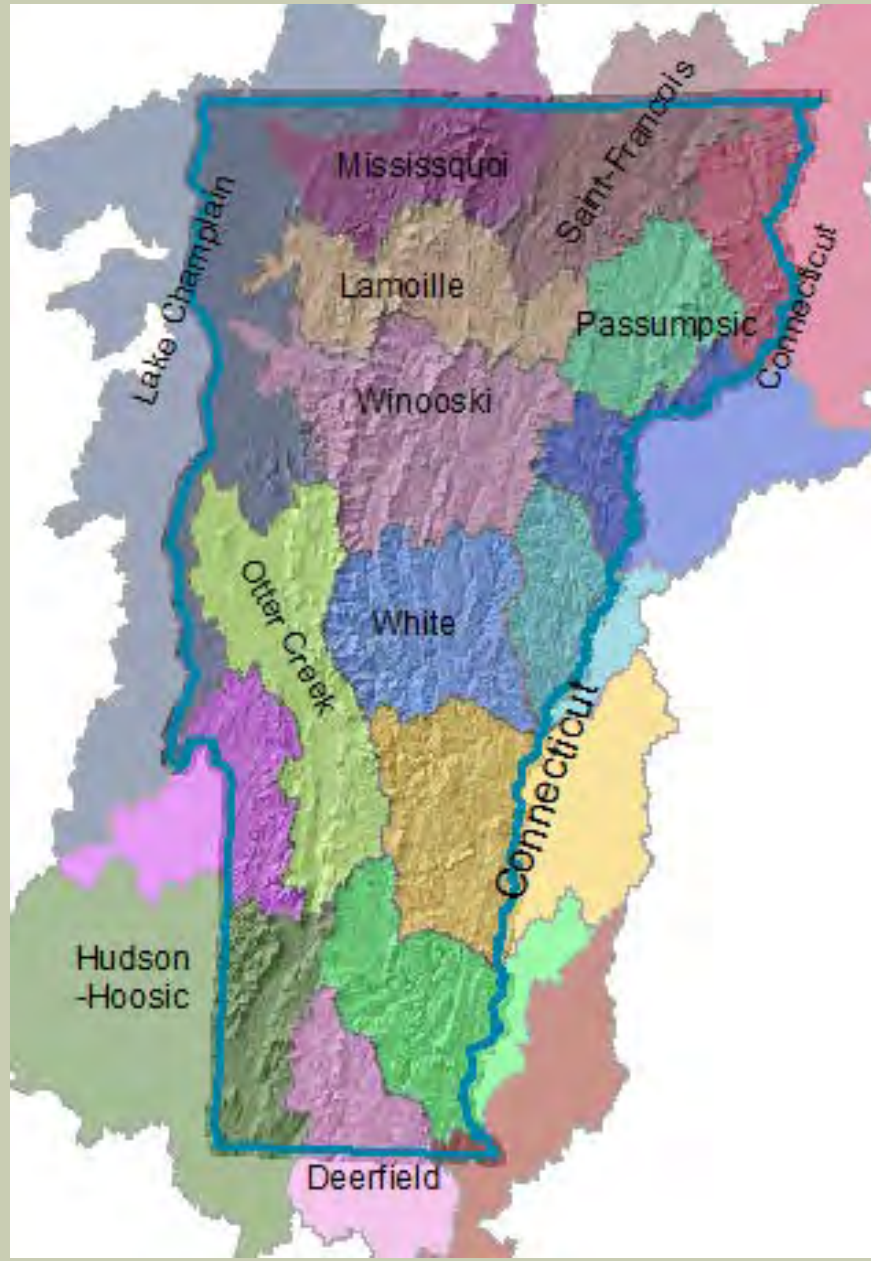 Mississquoi
Saint-Francois
Lake Champlain
Lamoille
Passumpsic
Connecticut
Winooski
Otter Creek
White
Connecticut
Hudson
-Hoosic
Deerfield